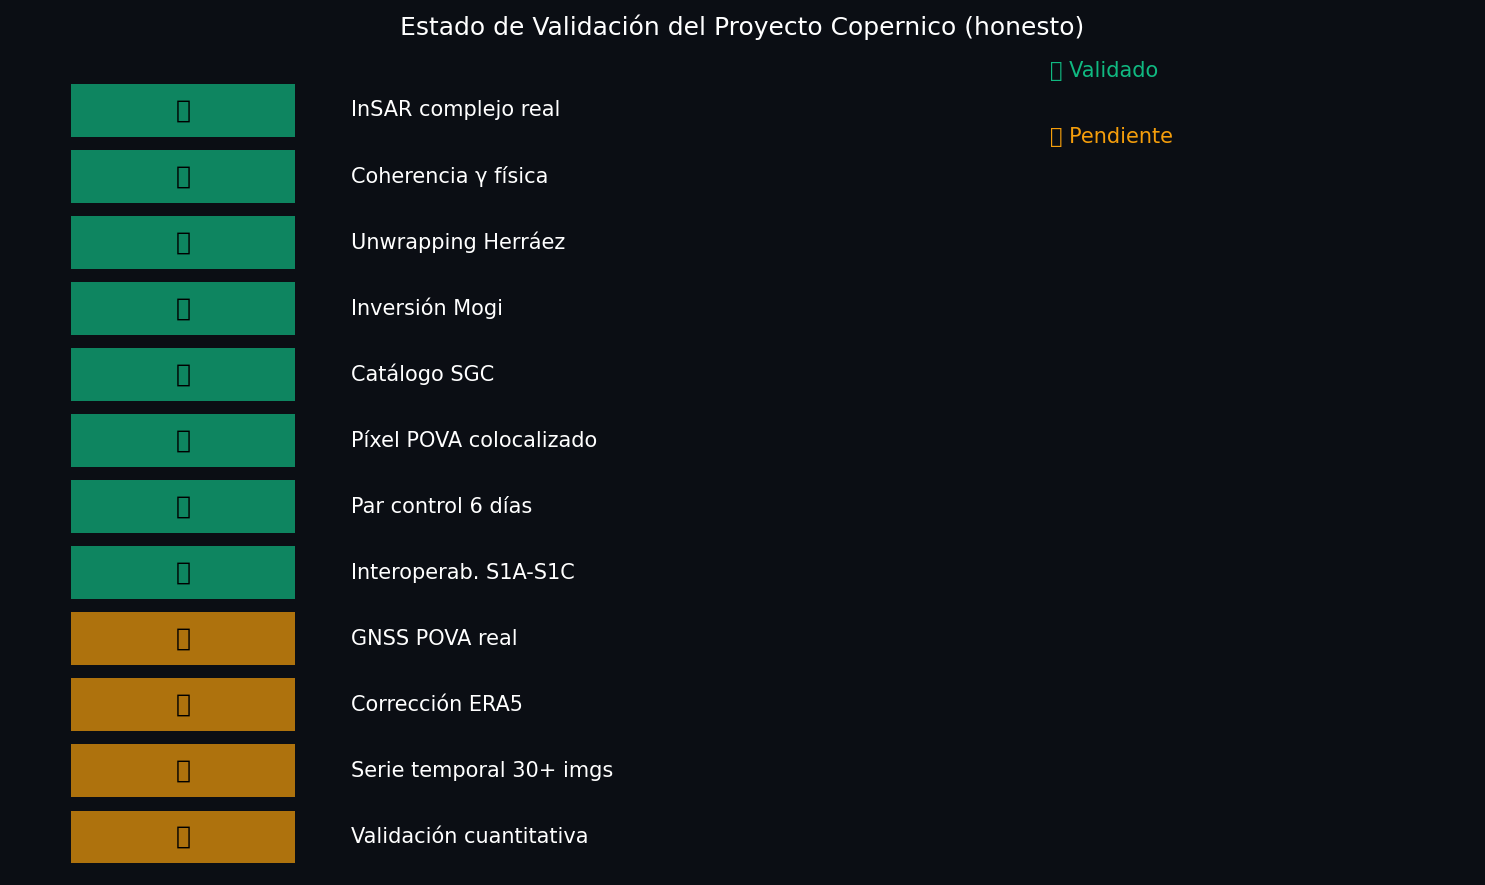 Estado de Validación del Proyecto Copernico (honesto)
Validado
Pendiente
InSAR complejo real
Coherencia γ física
Unwrapping Herráez
Inversión Mogi
Catálogo SGC
Píxel POVA colocalizado
Par control 6 días
Interoperab. S1A-S1C
GNSS POVA real
Corrección ERA5
Serie temporal 30+ imgs
Validación cuantitativa